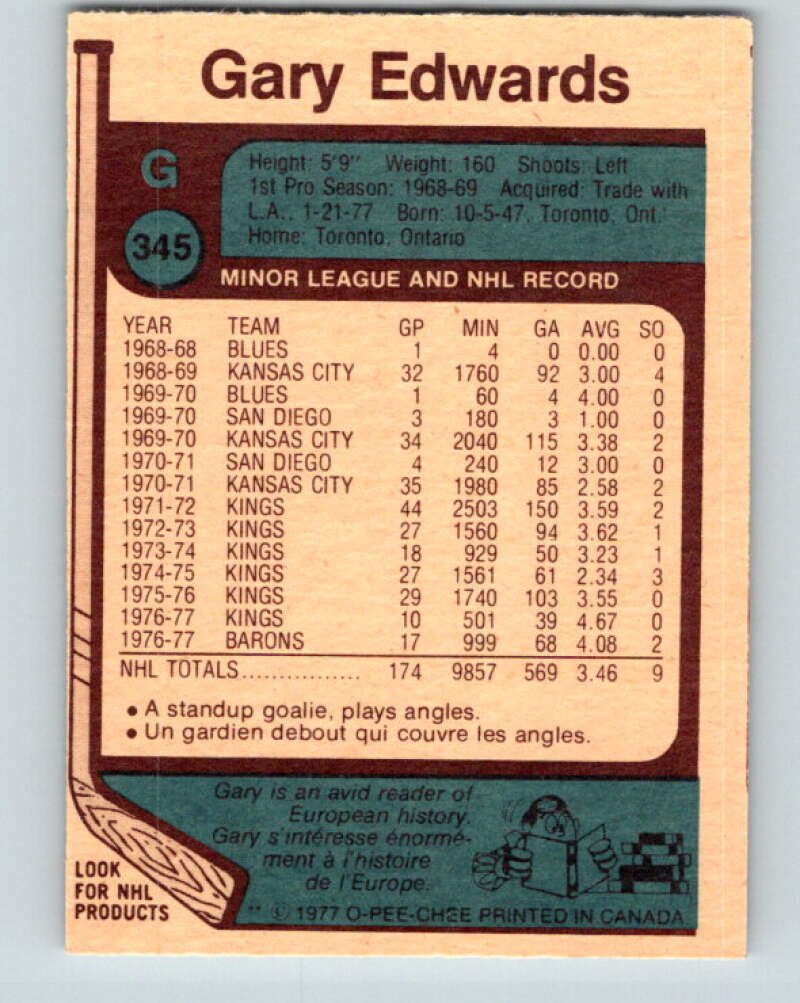 Gary Edwards
G
345
Height: 5'9" Weight: 160 Shoots: Left
1st Pro Season: 1968-69 Acquired: Trade with
L.A., 1-21-77 Born: 10-5-47, Toronto, Ont.
Home: Toronto, Ontario
MINOR LEAGUE AND NHL RECORD
YEAR TEAM GP MIN GA AVG SO
1968-68 BLUES 1 4 0 0.00 0
1968-69 KANSAS CITY 32 1760 92 3.00 4
1969-70 BLUES 1 60 4 4.00 0
1969-70 SAN DIEGO 3 180 3 1.00 0
1969-70 KANSAS CITY 34 2040 115 3.38 2
1970-71 SAN DIEGO 4 240 12 3.00 0
1970-71 KANSAS CITY 35 1980 85 2.58 2
1971-72 KINGS 44 2503 150 3.59 2
1972-73 KINGS 27 1560 94 3.62 1
1973-74 KINGS 18 929 50 3.23 1
1974-75 KINGS 27 1561 61 2.34 3
1975-76 KINGS 29 1740 103 3.55 0
1976-77 KINGS 10 501 39 4.67 0
1976-77 BARONS 17 999 68 4.08 2
NHL TOTALS................ 174 9857 569 3.46 9
• A standup goalie, plays angles.
• Un gardien debout qui couvre les angles.
Gary is an avid reader of
European history.
Gary s'intéresse énormé-
ment à l'histoire
de l'Europe.
LOOK
FOR NHL
PRODUCTS
** © 1977 O-PEE-CHEE PRINTED IN CANADA